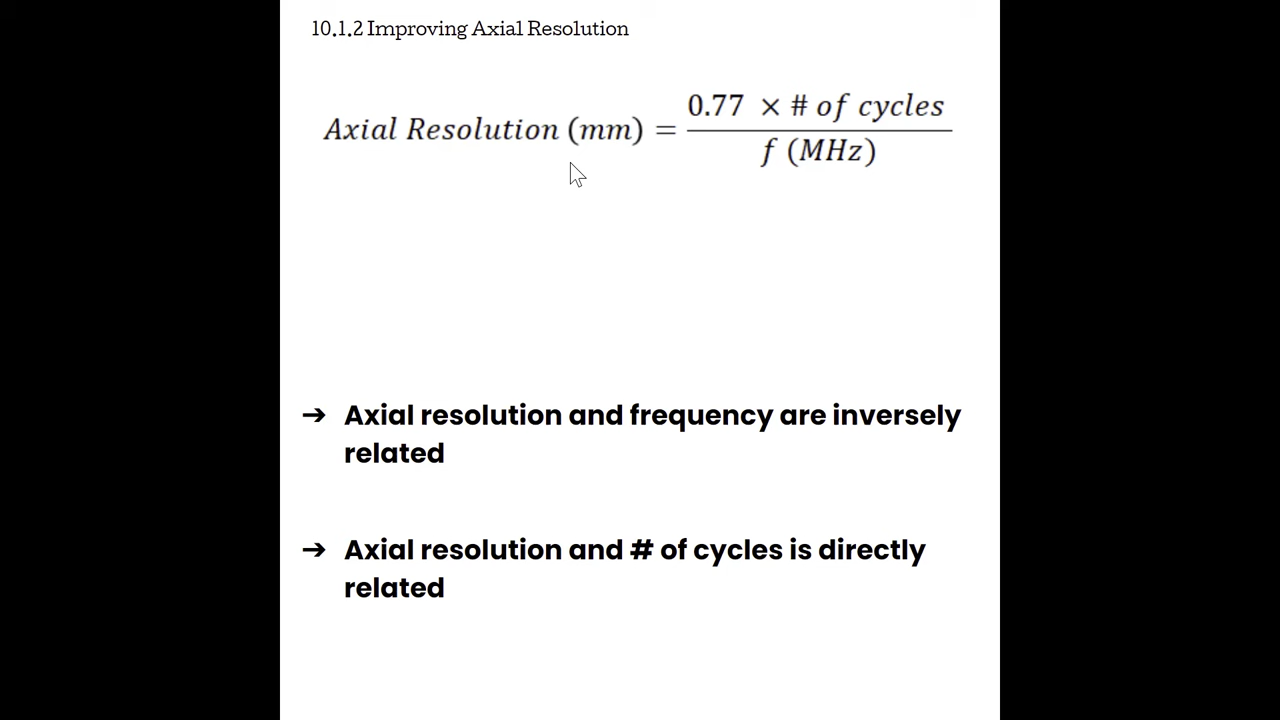 10.1.2 Improving Axial Resolution
Axial Resolution (mm) = 0.77 × # of cycles / f (MHz)
➔ Axial resolution and frequency are inversely
related
➔ Axial resolution and # of cycles is directly
related